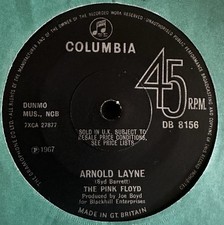 COLUMBIA
45
R.P.M.
DUNMO
MUS., NCB
7XCA 27877
SOLD IN U.K. SUBJECT TO
RESALE PRICE CONDITIONS,
SEE PRICE LISTS
DB 8156
℗ 1967
ARNOLD LAYNE
(Syd Barrett)
THE PINK FLOYD
Produced by Joe Boyd
for Blackhill Enterprises
MADE IN GT. BRITAIN